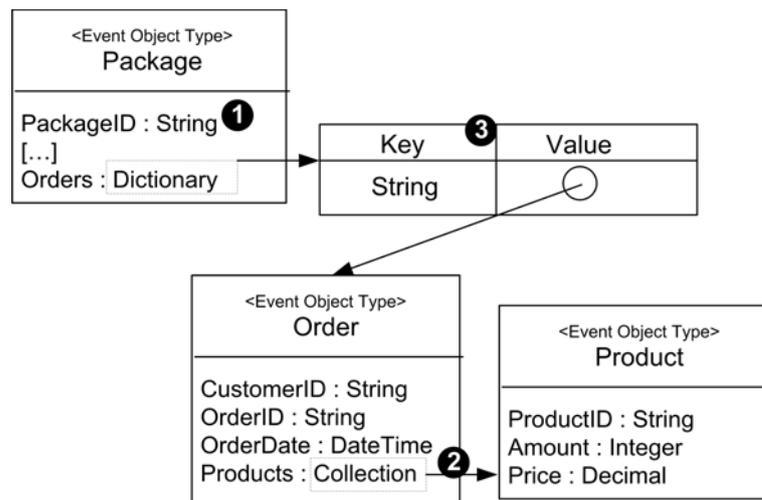 <Event Object Type>
Package
PackageID : String 1
[...]
Orders : Dictionary
Key 3 Value
String
<Event Object Type>
Order
CustomerID : String
OrderID : String
OrderDate : DateTime
Products : Collection 2
<Event Object Type>
Product
ProductID : String
Amount : Integer
Price : Decimal